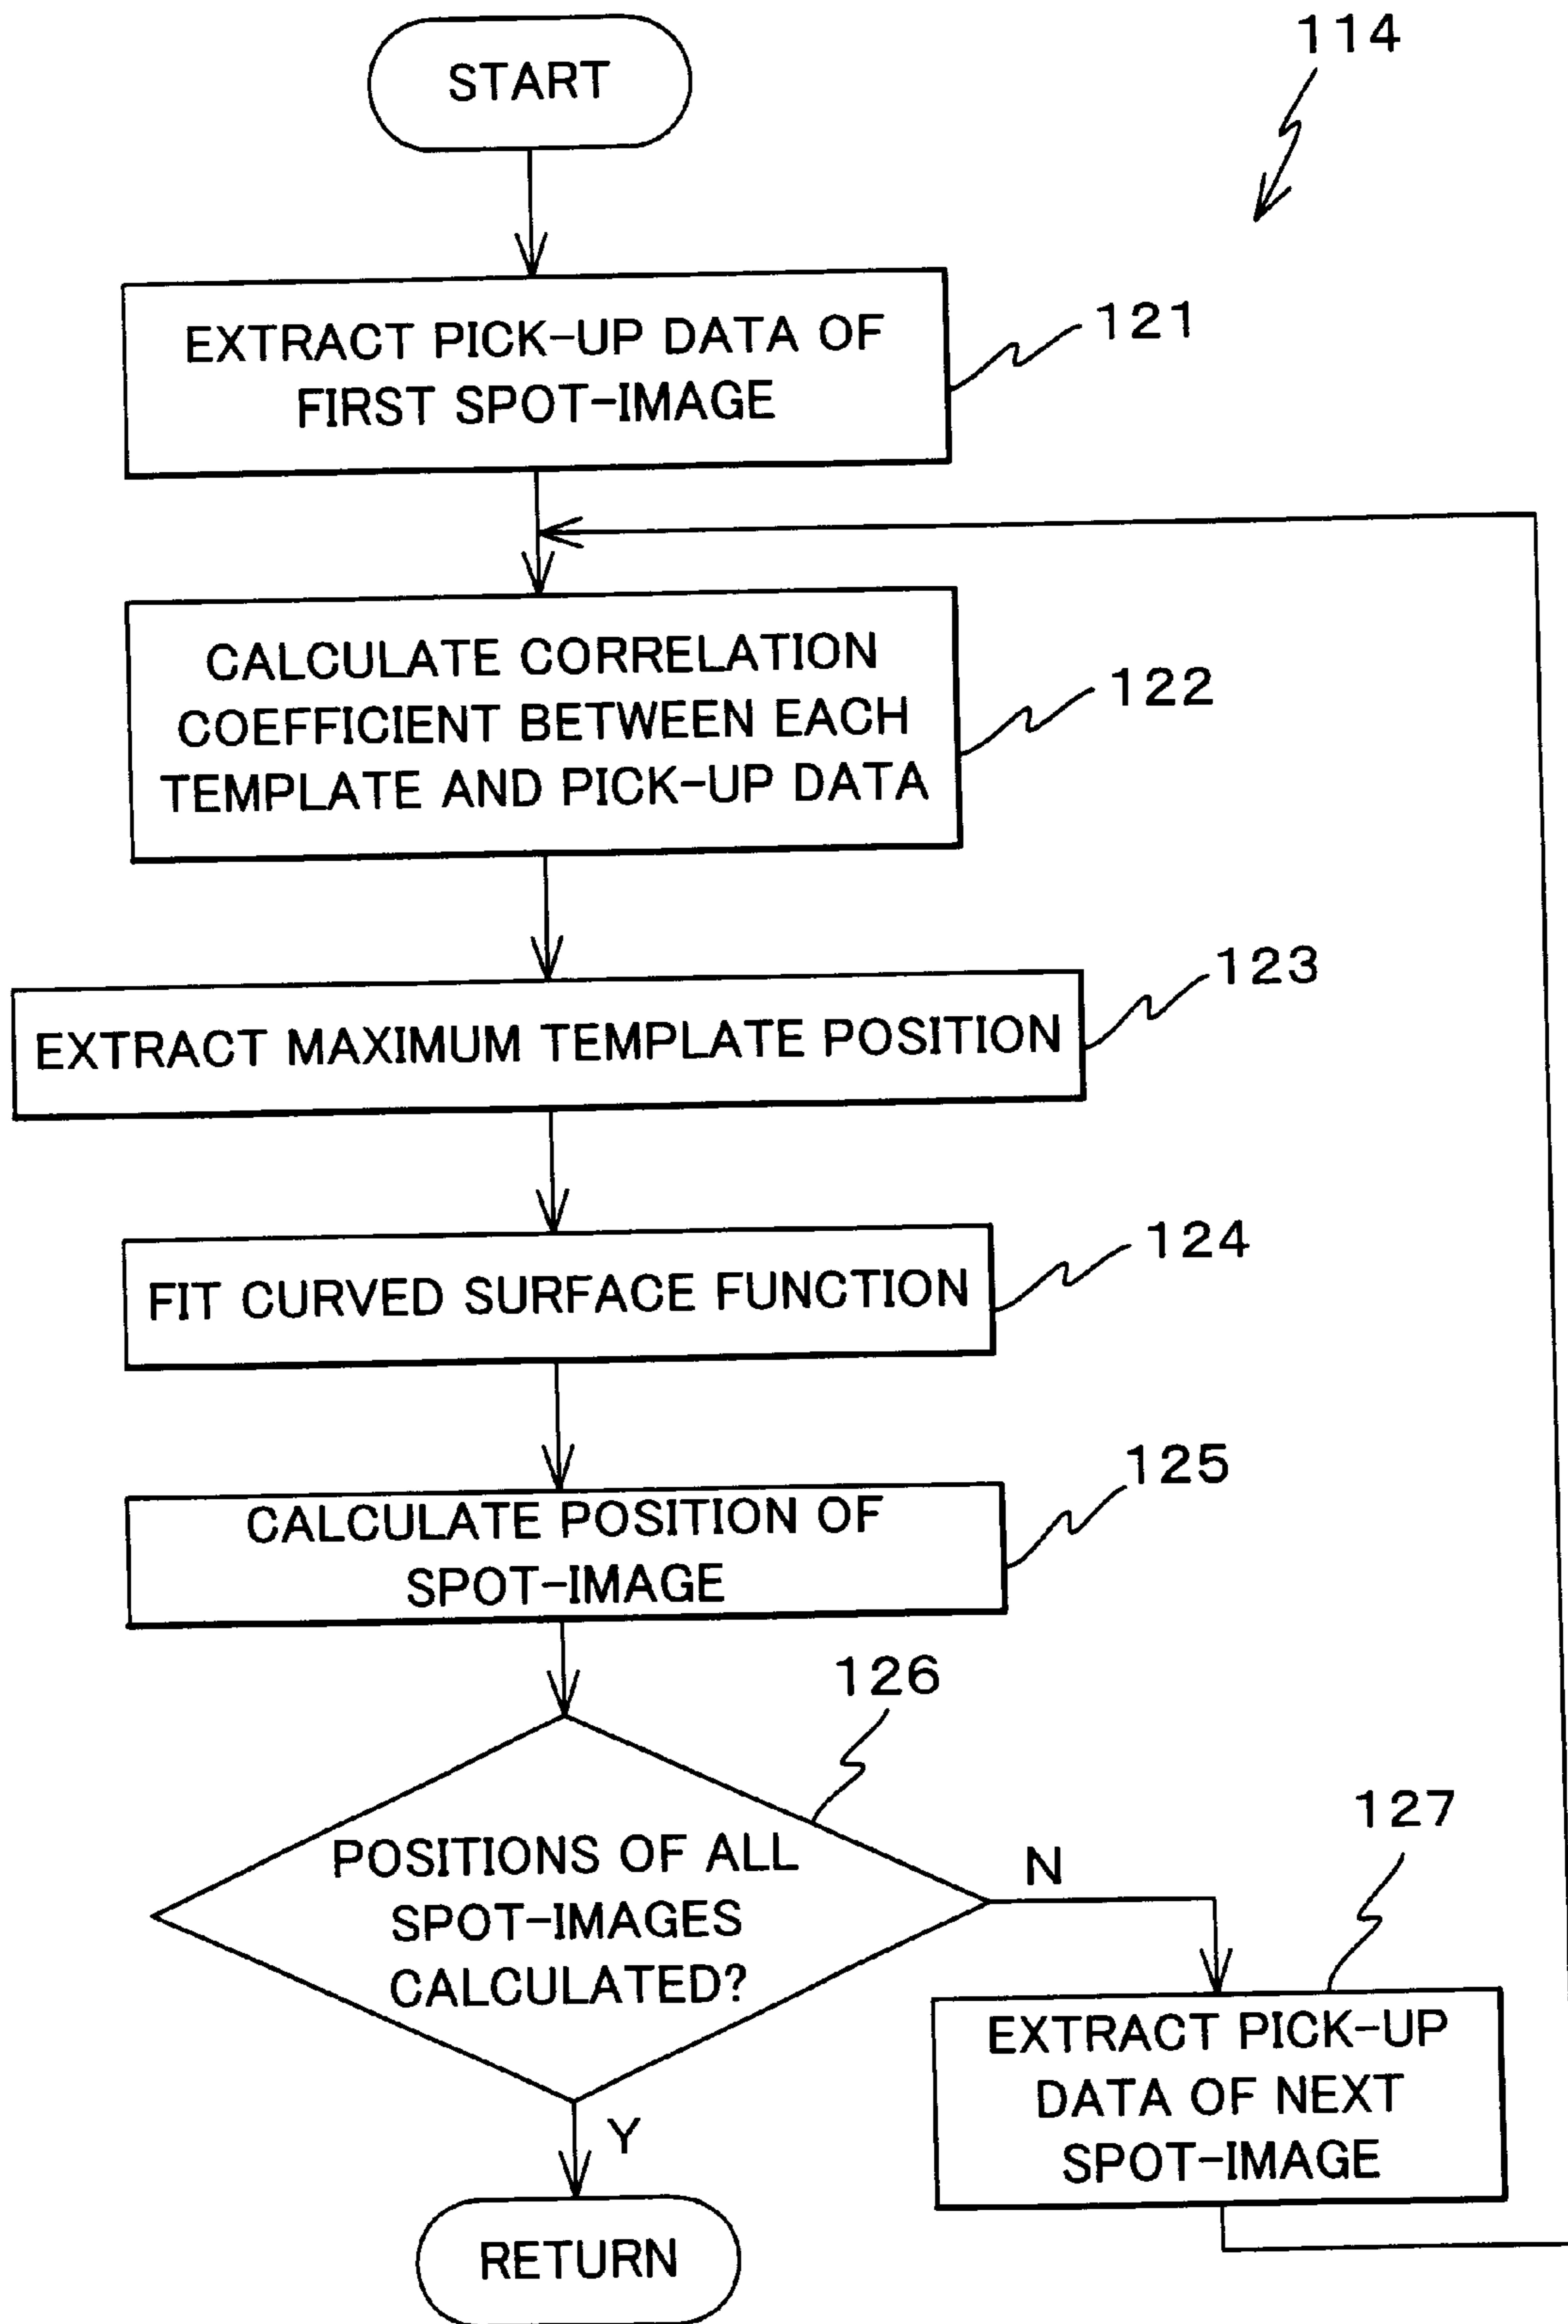 114
START
EXTRACT PICK-UP DATA OF
FIRST SPOT-IMAGE
121
CALCULATE CORRELATION
COEFFICIENT BETWEEN EACH
TEMPLATE AND PICK-UP DATA
122
EXTRACT MAXIMUM TEMPLATE POSITION
123
FIT CURVED SURFACE FUNCTION
124
CALCULATE POSITION OF
SPOT-IMAGE
125
POSITIONS OF ALL
SPOT-IMAGES
CALCULATED?
126
N
127
EXTRACT PICK-UP
DATA OF NEXT
SPOT-IMAGE
Y
RETURN